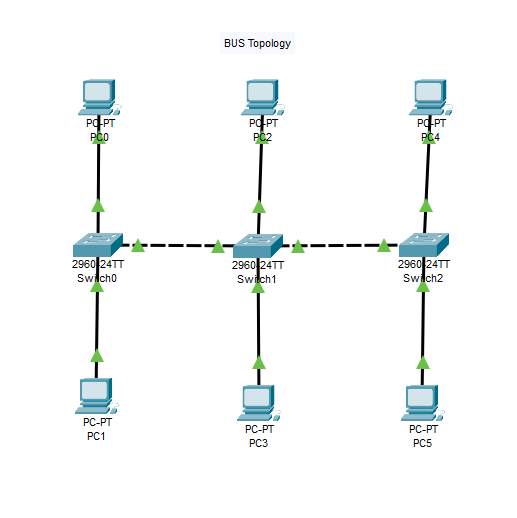 BUS Topology
PC-PT
PC0
PC-PT
PC2
PC-PT
PC4
2960-24TT
Switch0
2960-24TT
Switch1
2960-24TT
Switch2
PC-PT
PC1
PC-PT
PC3
PC-PT
PC5